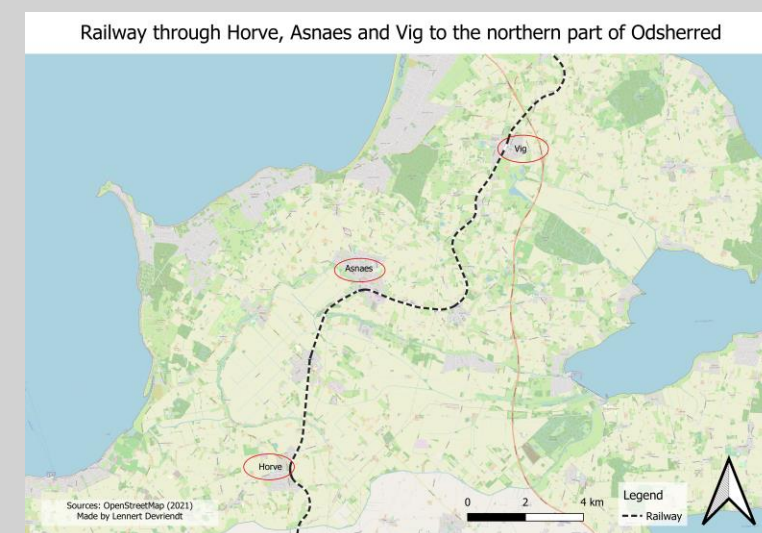 Railway through Horve, Asnaes and Vig to the northern part of Odsherred
Vig
Asnaes
Horve
Sources: OpenStreetMap (2021)
Made by Lennert Devriendt
0 2 4 km
Legend
Railway